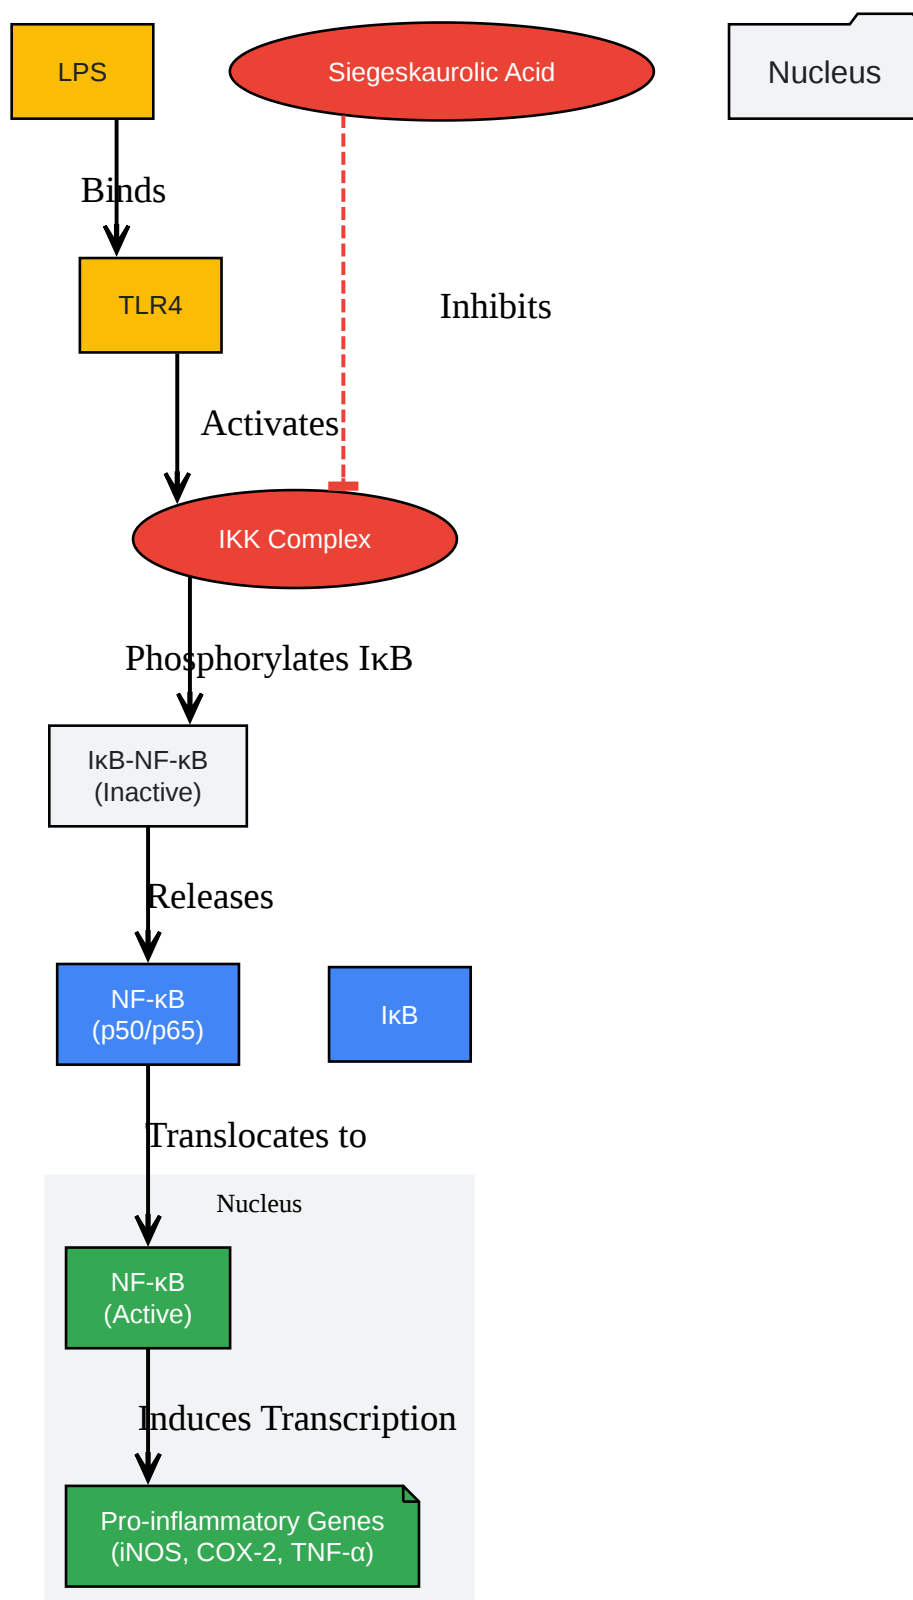 LPS
Siegeskaurolic Acid
Nucleus
Binds
TLR4
Inhibits
Activates
IKK Complex
Phosphorylates IκB
IκB-NF-κB
(Inactive)
Releases
NF-κB
(p50/p65)
IκB
Translocates to
Nucleus
NF-κB
(Active)
Induces Transcription
Pro-inflammatory Genes
(iNOS, COX-2, TNF-α)